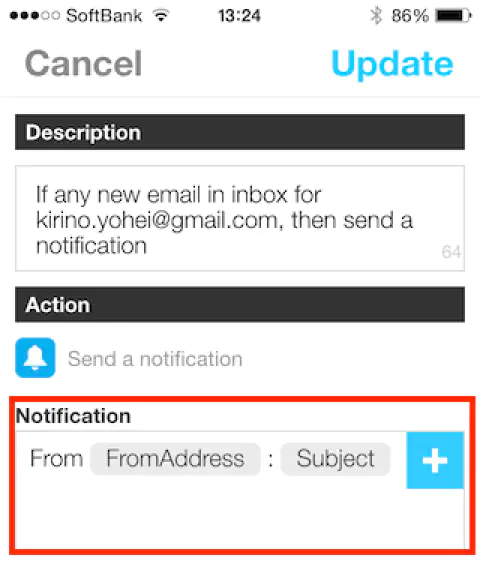 SoftBank 13:24 86%
Cancel Update
Description
If any new email in inbox for
kirino.yohei@gmail.com, then send a
notification
64
Action
Send a notification
Notification
From FromAddress : Subject +